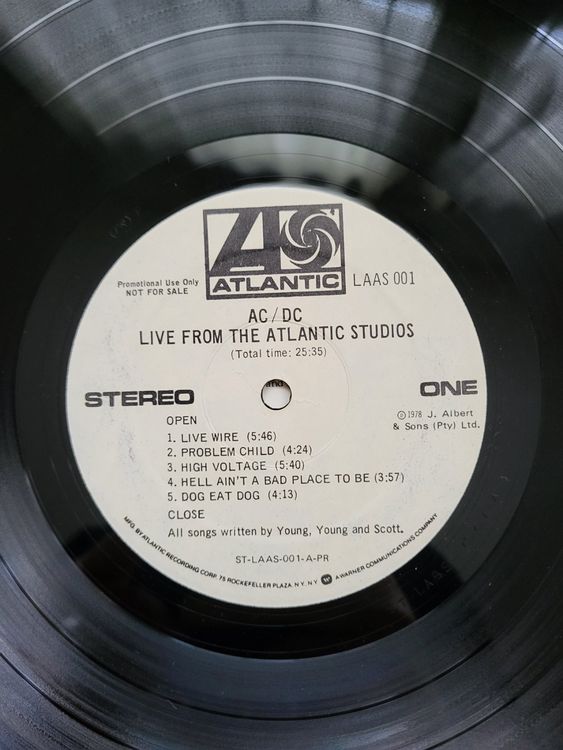 ATLANTIC
Promotional Use Only
NOT FOR SALE
LAAS 001
AC/DC
LIVE FROM THE ATLANTIC STUDIOS
(Total time: 25:35)
STEREO
ONE
℗1978 J. Albert
& Sons (Pty) Ltd.
OPEN
1. LIVE WIRE (5:46)
2. PROBLEM CHILD (4:24)
3. HIGH VOLTAGE (5:40)
4. HELL AIN'T A BAD PLACE TO BE (3:57)
5. DOG EAT DOG (4:13)
CLOSE
All songs written by Young, Young and Scott.
ST-LAAS-001-A-PR
MFG. BY ATLANTIC RECORDING CORP. 75 ROCKEFELLER PLAZA. N.Y. N.Y. A WARNER COMMUNICATIONS COMPANY